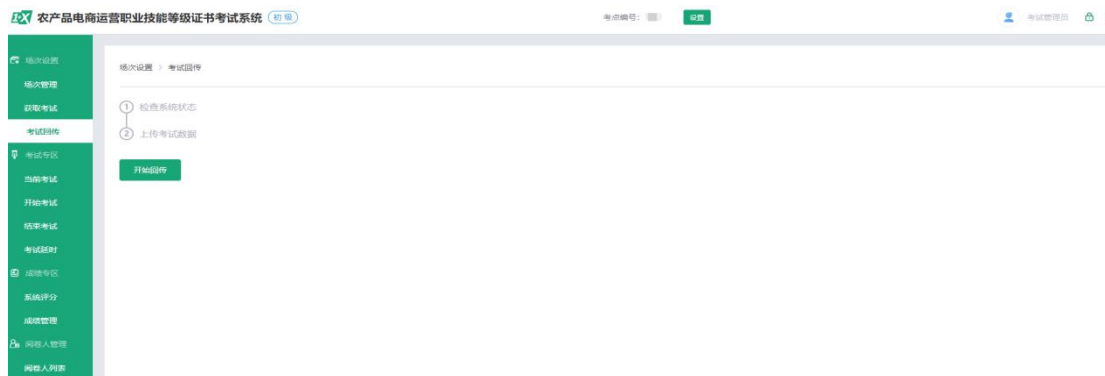 1+X 农产品电商运营职业技能等级证书考试系统 初级
考点编号：
设置
考试管理员
场次设置
场次管理
获取考试
考试回传
考试专区
当前考试
开始考试
结束考试
考试延时
成绩专区
系统评分
成绩管理
阅卷人管理
阅卷人列表
场次设置 > 考试回传
1 检查系统状态
2 上传考试数据
开始回传